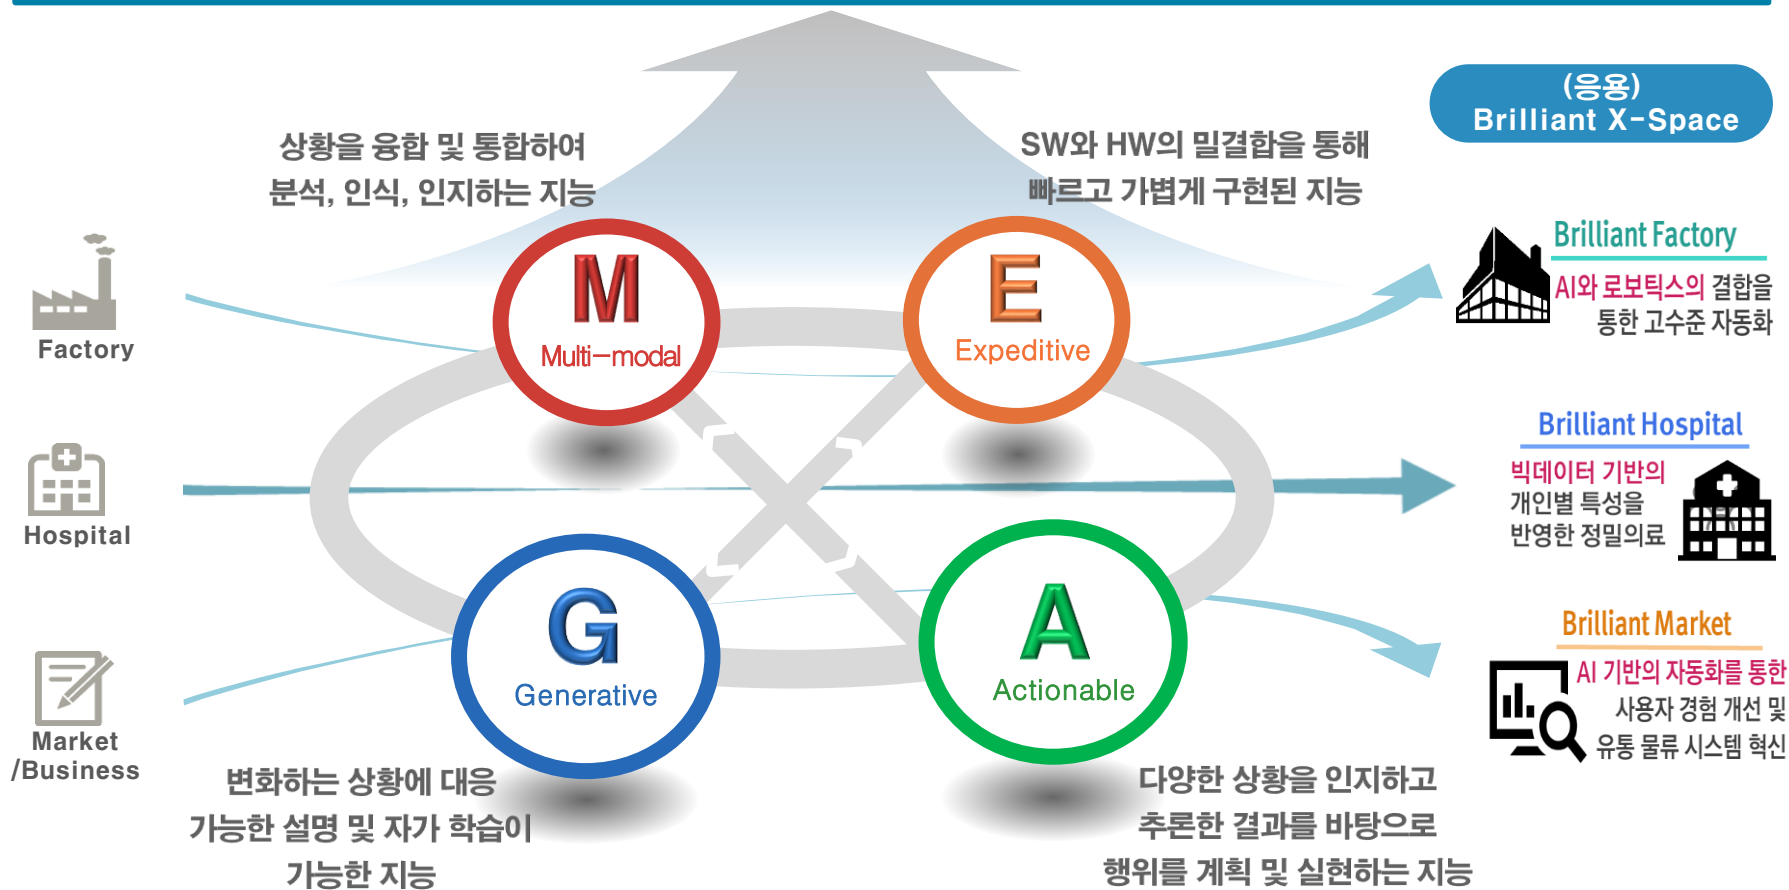 (응용)
Brilliant X-Space
상황을 융합 및 통합하여
분석, 인식, 인지하는 지능
SW와 HW의 밀결합을 통해
빠르고 가볍게 구현된 지능
Factory
M
Multi-modal
E
Expeditive
Brilliant Factory
AI와 로보틱스의 결합을
통한 고수준 자동화
Hospital
Brilliant Hospital
빅데이터 기반의
개인별 특성을
반영한 정밀의료
Market
/Business
G
Generative
A
Actionable
Brilliant Market
AI 기반의 자동화를 통한
사용자 경험 개선 및
유통 물류 시스템 혁신
변화하는 상황에 대응
가능한 설명 및 자가 학습이
가능한 지능
다양한 상황을 인지하고
추론한 결과를 바탕으로
행위를 계획 및 실현하는 지능